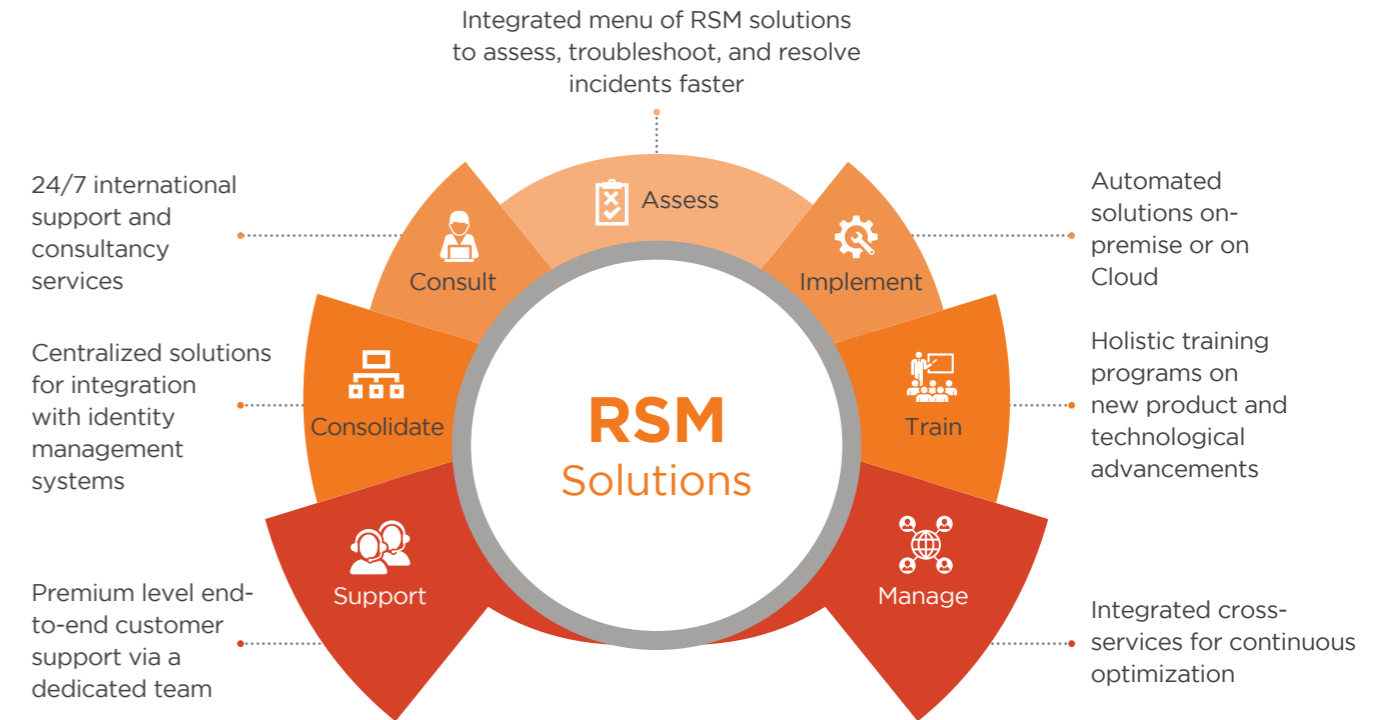 Integrated menu of RSM solutions
to assess, troubleshoot, and resolve
incidents faster
Assess
24/7 international
support and
consultancy
services
Consult
Implement
Automated
solutions on-
premise or on
Cloud
Centralized solutions
for integration
with identity
management
systems
Consolidate
RSM
Solutions
Train
Holistic training
programs on
new product and
technological
advancements
Premium level end-
to-end customer
support via a
dedicated team
Support
Manage
Integrated cross-
services for continuous
optimization